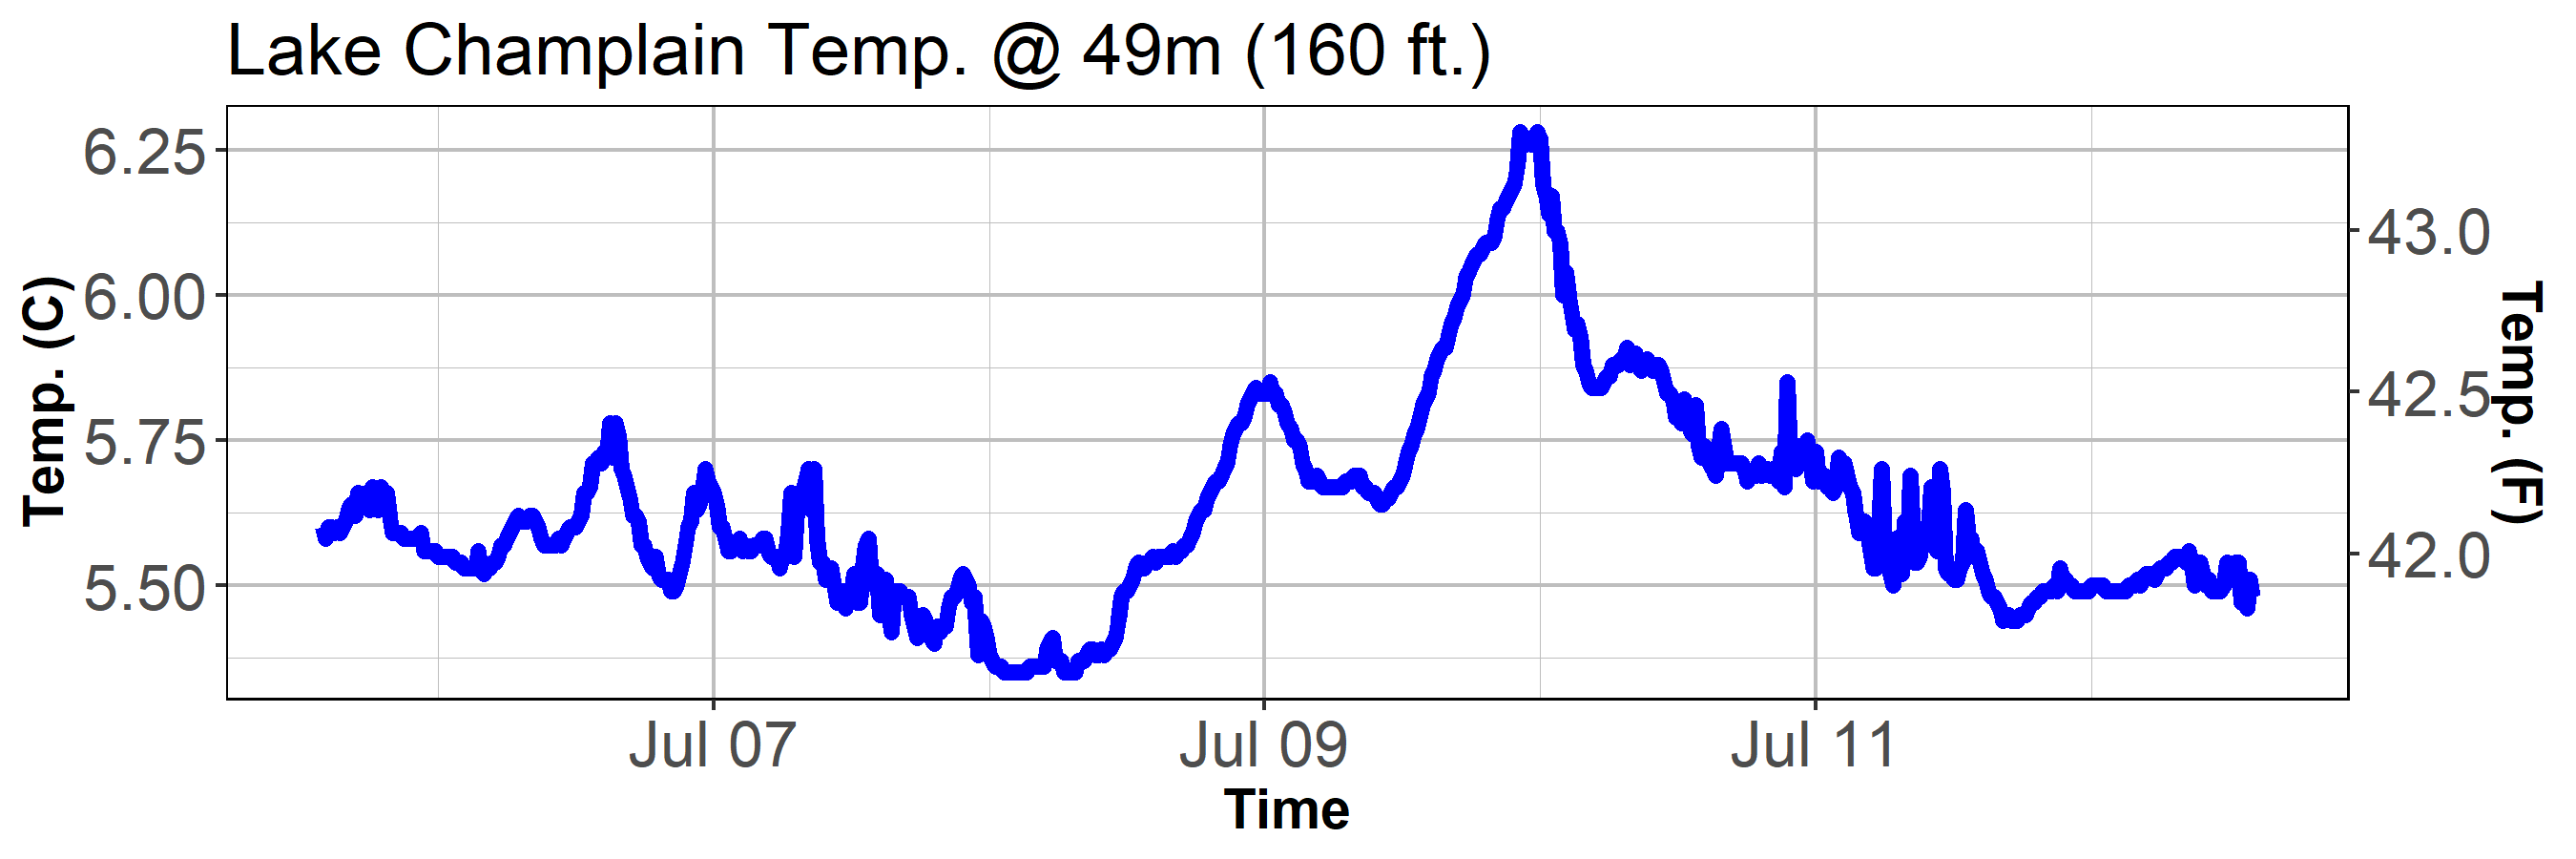 Lake Champlain Temp. @ 49m (160 ft.)
Temp. (C)
6.25
6.00
5.75
5.50
43.0
42.5
42.0
Temp. (F)
Jul 07
Jul 09
Jul 11
Time